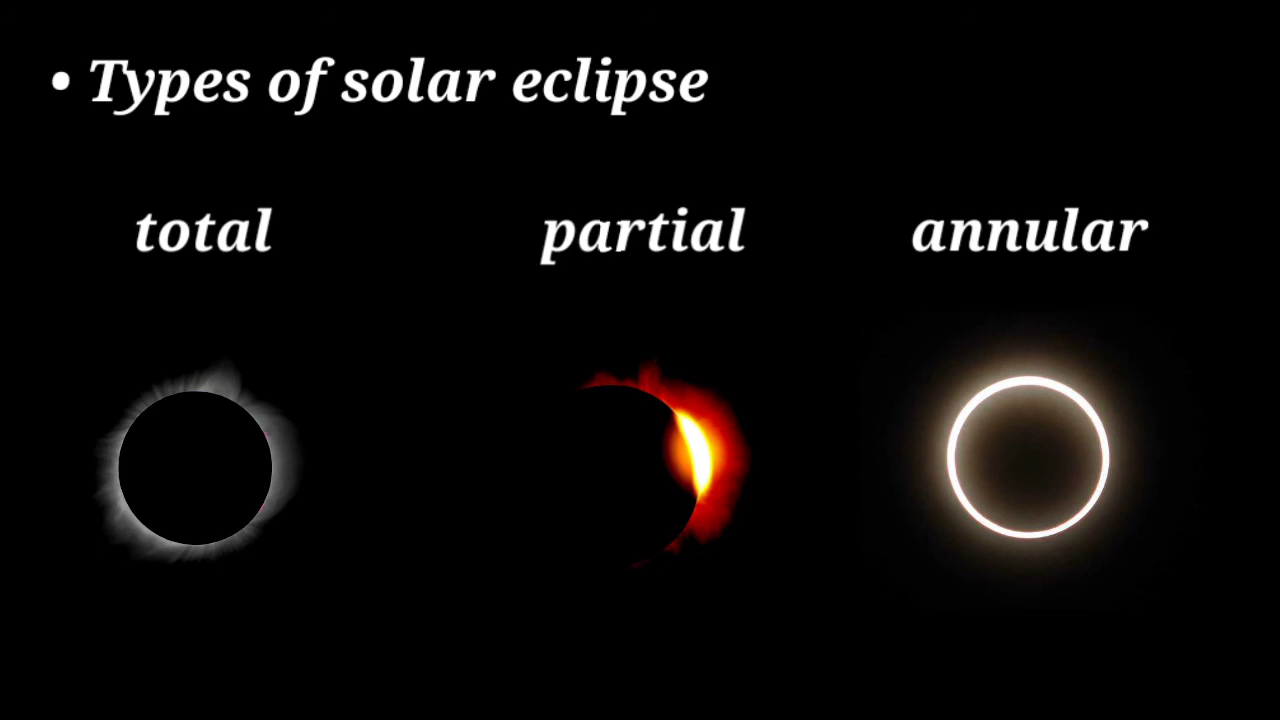 • Types of solar eclipse
total partial annular